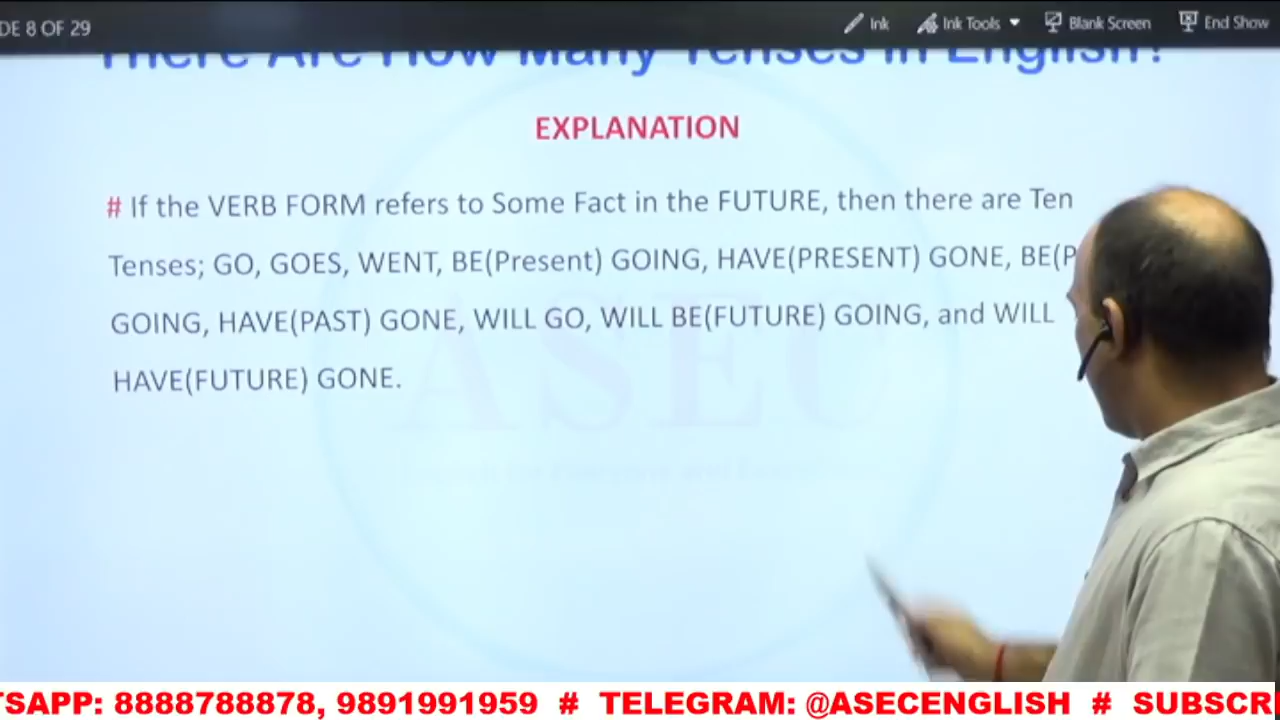 DE 8 OF 29
Ink
Ink Tools
Blank Screen
End Show
There Are How Many Tenses in English?
EXPLANATION
# If the VERB FORM refers to Some Fact in the FUTURE, then there are Ten
Tenses; GO, GOES, WENT, BE(Present) GOING, HAVE(PRESENT) GONE, BE(P
GOING, HAVE(PAST) GONE, WILL GO, WILL BE(FUTURE) GOING, and WILL
HAVE(FUTURE) GONE.
ASEC
TSAPP: 8888788878, 9891991959 # TELEGRAM: @ASECENGLISH # SUBSCRI